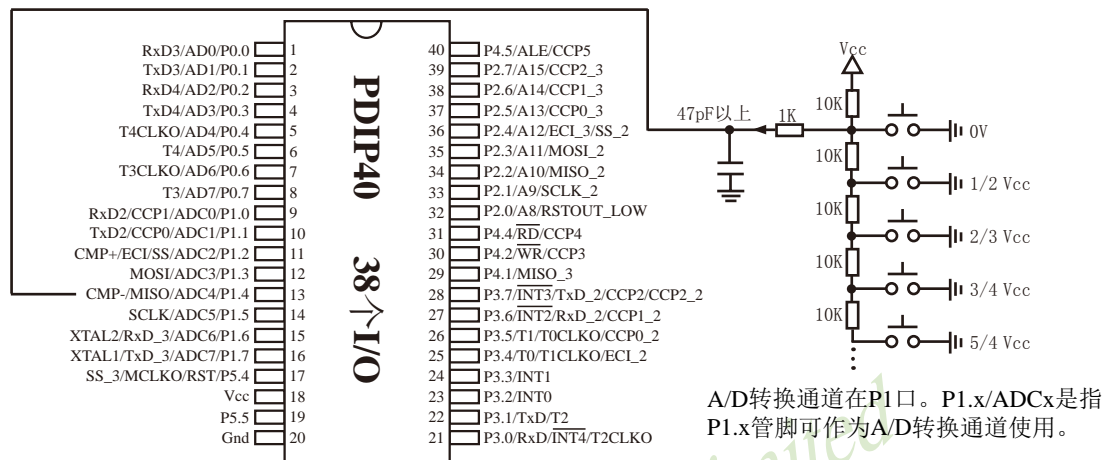 RxD3/AD0/P0.0 1
TxD3/AD1/P0.1 2
RxD4/AD2/P0.2 3
TxD4/AD3/P0.3 4
T4CLKO/AD4/P0.4 5
T4/AD5/P0.5 6
T3CLKO/AD6/P0.6 7
T3/AD7/P0.7 8
RxD2/CCP1/ADC0/P1.0 9
TxD2/CCP0/ADC1/P1.1 10
CMP+/ECI/SS/ADC2/P1.2 11
MOSI/ADC3/P1.3 12
CMP-/MISO/ADC4/P1.4 13
SCLK/ADC5/P1.5 14
XTAL2/RxD_3/ADC6/P1.6 15
XTAL1/TxD_3/ADC7/P1.7 16
SS_3/MCLKO/RST/P5.4 17
Vcc 18
P5.5 19
Gnd 20
PDIP40 38个I/O
40 P4.5/ALE/CCP5
39 P2.7/A15/CCP2_3
38 P2.6/A14/CCP1_3
37 P2.5/A13/CCP0_3
36 P2.4/A12/ECI_3/SS_2
35 P2.3/A11/MOSI_2
34 P2.2/A10/MISO_2
33 P2.1/A9/SCLK_2
32 P2.0/A8/RSTOUT_LOW
31 P4.4/RD/CCP4
30 P4.2/WR/CCP3
29 P4.1/MISO_3
28 P3.7/INT3/TxD_2/CCP2/CCP2_2
27 P3.6/INT2/RxD_2/CCP1_2
26 P3.5/T1/T0CLKO/CCP0_2
25 P3.4/T0/T1CLKO/ECI_2
24 P3.3/INT1
23 P3.2/INT0
22 P3.1/TxD/T2
21 P3.0/RxD/INT4/T2CLKO
Vcc
10K
47pF以上 1K
0V
10K
1/2 Vcc
10K
2/3 Vcc
10K
3/4 Vcc
10K
5/4 Vcc
A/D转换通道在P1口。P1.x/ADCx是指
P1.x管脚可作为A/D转换通道使用。